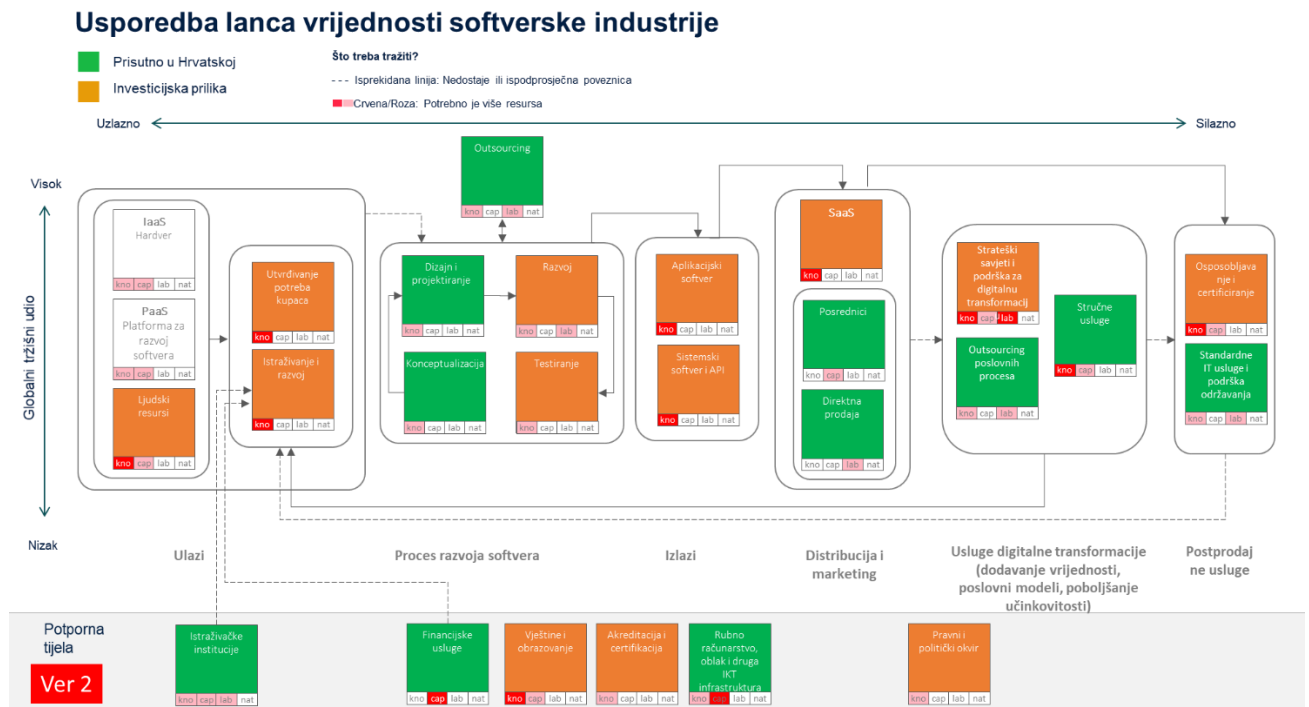 Usporedba lanca vrijednosti softverske industrije
Prisutno u Hrvatskoj
Investicijska prilika
Što treba tražiti?
Isprekidana linija: Nedostaje ili ispodprosječna poveznica
Crvena/Roza: Potrebno je više resursa
Uzlazno
Silazno
Visok
Globalni tržišni udio
Nizak
Outsourcing
kno cap lab nat
IaaS
Hardver
kno cap lab nat
PaaS
Platforma za
razvoj
softvera
kno cap lab nat
Ljudski
resursi
kno cap lab nat
Utvrđivanje
potreba
kupaca
kno cap lab nat
Istraživanje i
razvoj
kno cap lab nat
Dizajn i
projektiranje
kno cap lab nat
Razvoj
kno cap lab nat
Konceptualizacija
kno cap lab nat
Testiranje
kno cap lab nat
Aplikacijski
softver
kno cap lab nat
Sistemski
softver i API
kno cap lab nat
SaaS
kno cap lab nat
Posrednici
kno cap lab nat
Direktna
prodaja
kno cap lab nat
Strateški
savjeti i
podrška za
digitalnu
transformacij
u
kno cap lab nat
Outsourcing
poslovnih
procesa
kno cap lab nat
Stručne
usluge
kno cap lab nat
Osposobljava
nje i
certificiranje
kno cap lab nat
Standardne
IT usluge i
podrška
održavanja
kno cap lab nat
Ulazi
Proces razvoja softvera
Izlazi
Distribucija i
marketing
Usluge digitalne transformacije
(dodavanje vrijednosti,
poslovni modeli, poboljšanje
učinkovitosti)
Postprodaj
ne usluge
Potporna
tijela
Ver 2
Istraživačke
institucije
kno cap lab nat
Financijske
usluge
kno cap lab nat
Vještine i
obrazovanje
kno cap lab nat
Akreditacija i
certifikacija
kno cap lab nat
Rubno
računarstvo,
oblak i druga
IKT
infrastruktura
kno cap lab nat
Pravni i
politički okvir
kno cap lab nat